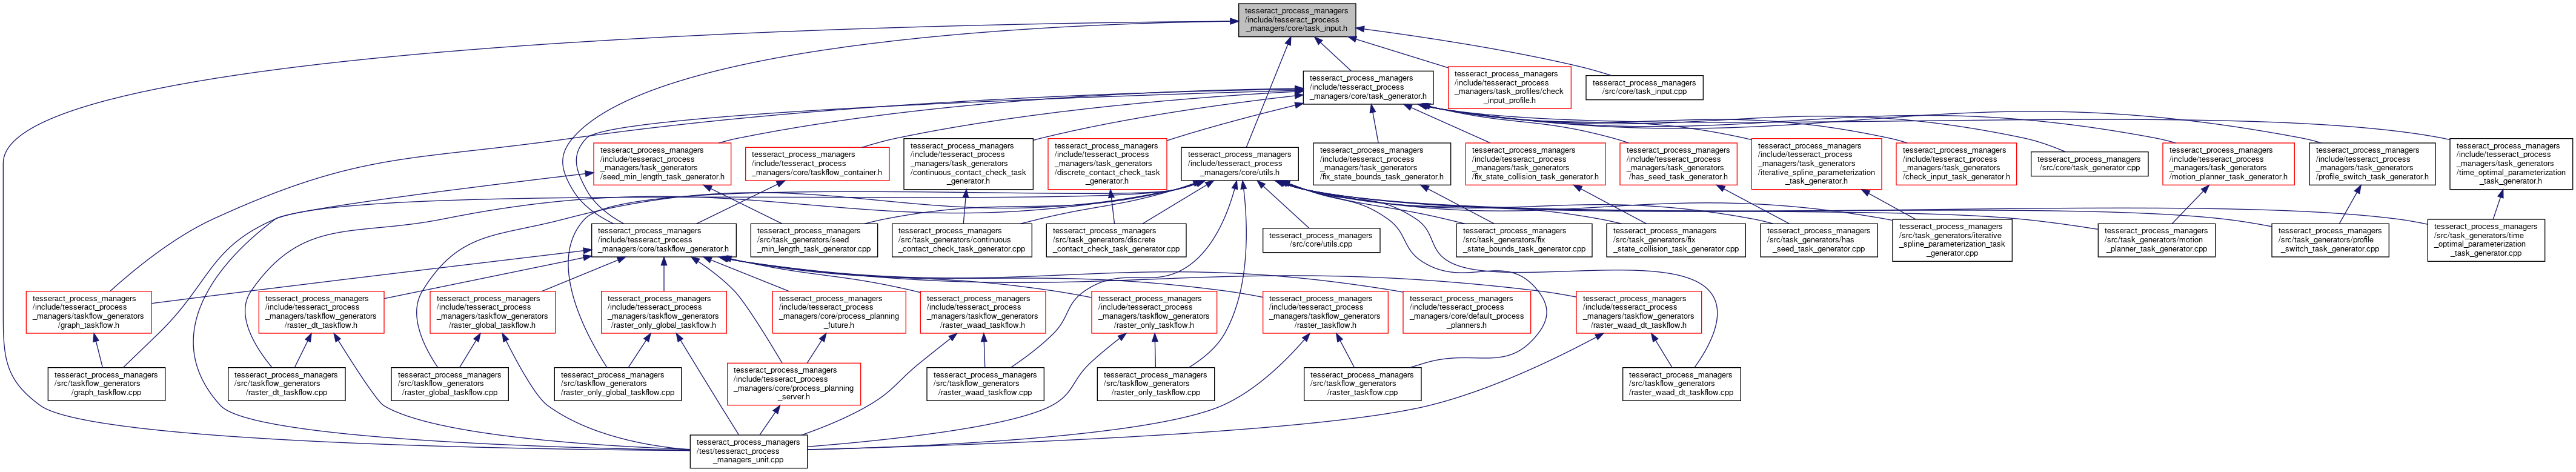 tesseract_process_managers
/include/tesseract_process
_managers/core/task_input.h
tesseract_process_managers
/include/tesseract_process
_managers/core/task_generator.h
tesseract_process_managers
/include/tesseract_process
_managers/task_profiles/check
_input_profile.h
tesseract_process_managers
/src/core/task_input.cpp
tesseract_process_managers
/include/tesseract_process
_managers/task_generators
/seed_min_length_task_generator.h
tesseract_process_managers
/include/tesseract_process
_managers/core/taskflow_container.h
tesseract_process_managers
/include/tesseract_process
_managers/task_generators
/continuous_contact_check_task
_generator.h
tesseract_process_managers
/include/tesseract_process
_managers/task_generators
/discrete_contact_check_task
_generator.h
tesseract_process_managers
/include/tesseract_process
_managers/core/utils.h
tesseract_process_managers
/include/tesseract_process
_managers/task_generators
/fix_state_bounds_task_generator.h
tesseract_process_managers
/include/tesseract_process
_managers/task_generators
/fix_state_collision_task_generator.h
tesseract_process_managers
/include/tesseract_process
_managers/task_generators
/has_seed_task_generator.h
tesseract_process_managers
/include/tesseract_process
_managers/task_generators
/iterative_spline_parameterization
_task_generator.h
tesseract_process_managers
/include/tesseract_process
_managers/task_generators
/check_input_task_generator.h
tesseract_process_managers
/src/core/task_generator.cpp
tesseract_process_managers
/include/tesseract_process
_managers/task_generators
/motion_planner_task_generator.h
tesseract_process_managers
/include/tesseract_process
_managers/task_generators
/profile_switch_task_generator.h
tesseract_process_managers
/include/tesseract_process
_managers/task_generators
/time_optimal_parameterization
_task_generator.h
tesseract_process_managers
/include/tesseract_process
_managers/core/taskflow_generator.h
tesseract_process_managers
/src/task_generators/seed
_min_length_task_generator.cpp
tesseract_process_managers
/src/task_generators/continuous
_contact_check_task_generator.cpp
tesseract_process_managers
/src/task_generators/discrete
_contact_check_task_generator.cpp
tesseract_process_managers
/src/core/utils.cpp
tesseract_process_managers
/src/task_generators/fix
_state_bounds_task_generator.cpp
tesseract_process_managers
/src/task_generators/fix
_state_collision_task_generator.cpp
tesseract_process_managers
/src/task_generators/has
_seed_task_generator.cpp
tesseract_process_managers
/src/task_generators/iterative
_spline_parameterization_task
_generator.cpp
tesseract_process_managers
/src/task_generators/motion
_planner_task_generator.cpp
tesseract_process_managers
/src/task_generators/profile
_switch_task_generator.cpp
tesseract_process_managers
/src/task_generators/time
_optimal_parameterization
_task_generator.cpp
tesseract_process_managers
/include/tesseract_process
_managers/taskflow_generators
/graph_taskflow.h
tesseract_process_managers
/include/tesseract_process
_managers/taskflow_generators
/raster_dt_taskflow.h
tesseract_process_managers
/include/tesseract_process
_managers/taskflow_generators
/raster_global_taskflow.h
tesseract_process_managers
/include/tesseract_process
_managers/taskflow_generators
/raster_only_global_taskflow.h
tesseract_process_managers
/include/tesseract_process
_managers/core/process_planning
_future.h
tesseract_process_managers
/include/tesseract_process
_managers/taskflow_generators
/raster_waad_taskflow.h
tesseract_process_managers
/include/tesseract_process
_managers/taskflow_generators
/raster_only_taskflow.h
tesseract_process_managers
/include/tesseract_process
_managers/taskflow_generators
/raster_taskflow.h
tesseract_process_managers
/include/tesseract_process
_managers/core/default_process
_planners.h
tesseract_process_managers
/include/tesseract_process
_managers/taskflow_generators
/raster_waad_dt_taskflow.h
tesseract_process_managers
/src/taskflow_generators
/graph_taskflow.cpp
tesseract_process_managers
/src/taskflow_generators
/raster_dt_taskflow.cpp
tesseract_process_managers
/src/taskflow_generators
/raster_global_taskflow.cpp
tesseract_process_managers
/src/taskflow_generators
/raster_only_global_taskflow.cpp
tesseract_process_managers
/include/tesseract_process
_managers/core/process_planning
_server.h
tesseract_process_managers
/src/taskflow_generators
/raster_waad_taskflow.cpp
tesseract_process_managers
/src/taskflow_generators
/raster_only_taskflow.cpp
tesseract_process_managers
/src/taskflow_generators
/raster_taskflow.cpp
tesseract_process_managers
/src/taskflow_generators
/raster_waad_dt_taskflow.cpp
tesseract_process_managers
/test/tesseract_process
_managers_unit.cpp